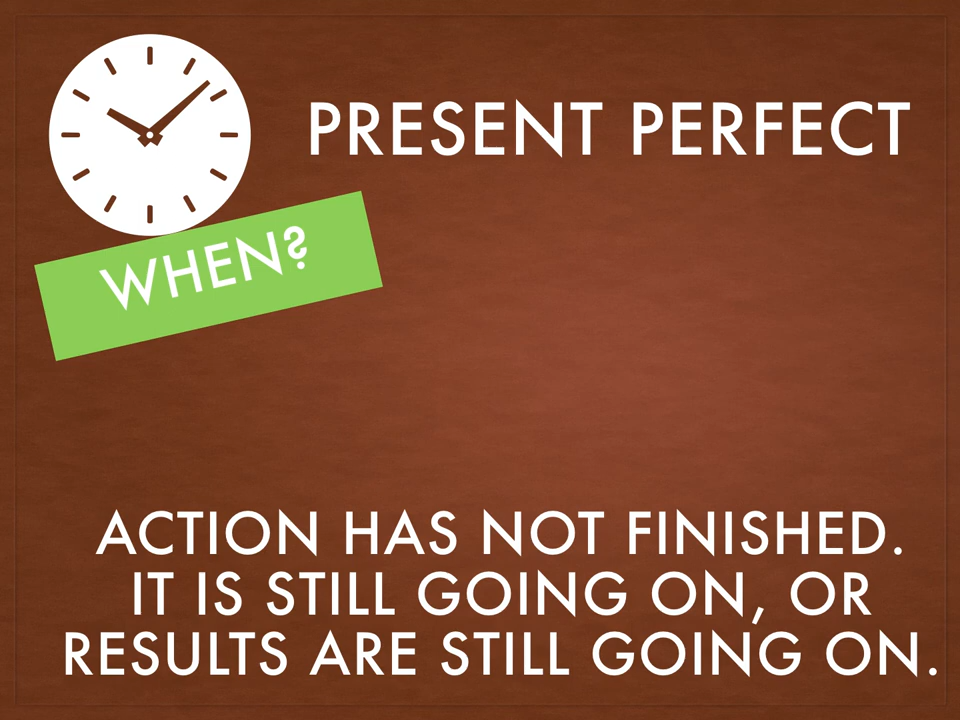 PRESENT PERFECT
WHEN?
ACTION HAS NOT FINISHED.
IT IS STILL GOING ON, OR
RESULTS ARE STILL GOING ON.